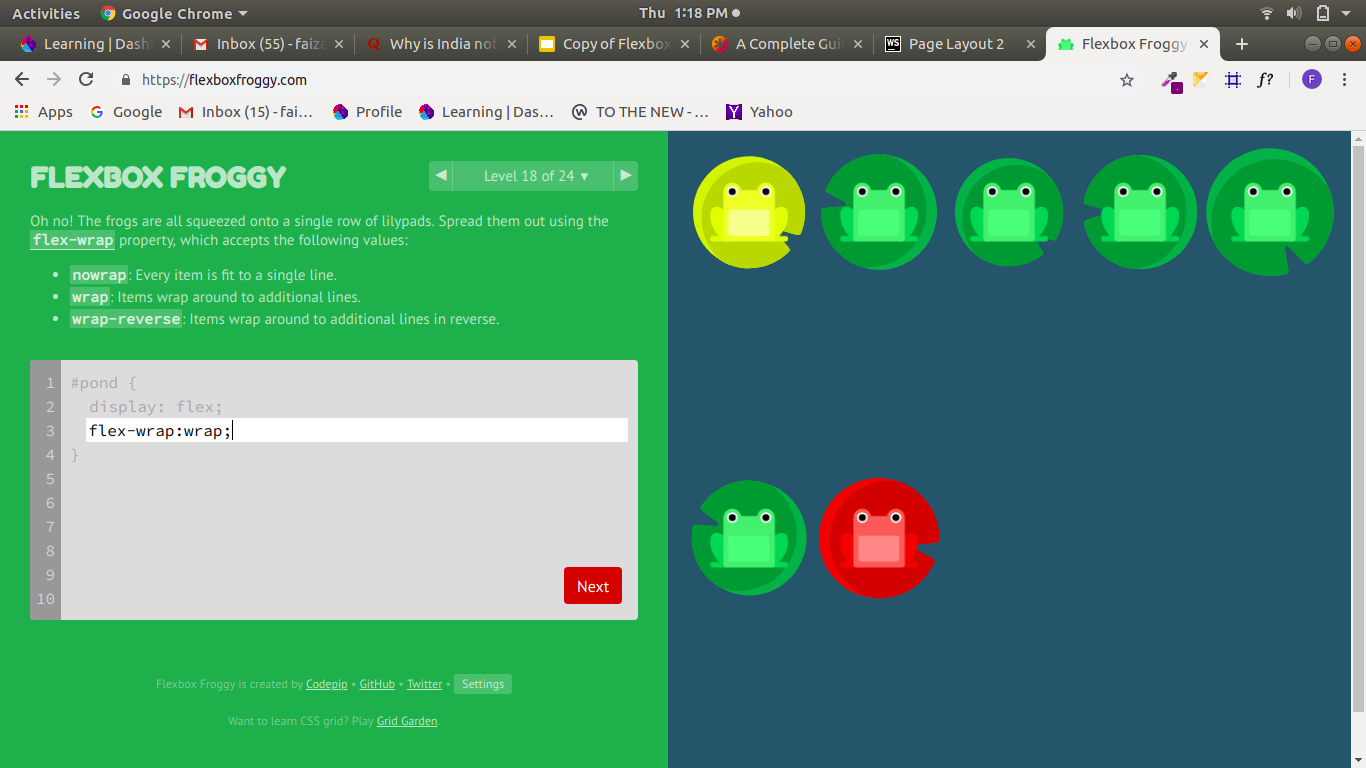 Activities Google Chrome Thu 1:18 PM
Learning | Dash Inbox (55) - faiza Q Why is India not Copy of Flexbox A Complete Gui WS Page Layout 2 Flexbox Froggy
https://flexboxfroggy.com f? F
Apps G Google Inbox (15) - fai… Profile Learning | Das… TO THE NEW - … Y Yahoo
FLEXBOX FROGGY
Level 18 of 24
Oh no! The frogs are all squeezed onto a single row of lilypads. Spread them out using the
flex-wrap property, which accepts the following values:
• nowrap: Every item is fit to a single line.
• wrap: Items wrap around to additional lines.
• wrap-reverse: Items wrap around to additional lines in reverse.
1 #pond {
2 display: flex;
3 flex-wrap:wrap;
4 }
5
6
7
8
9
10
Next
Flexbox Froggy is created by Codepip • GitHub • Twitter • Settings
Want to learn CSS grid? Play Grid Garden.